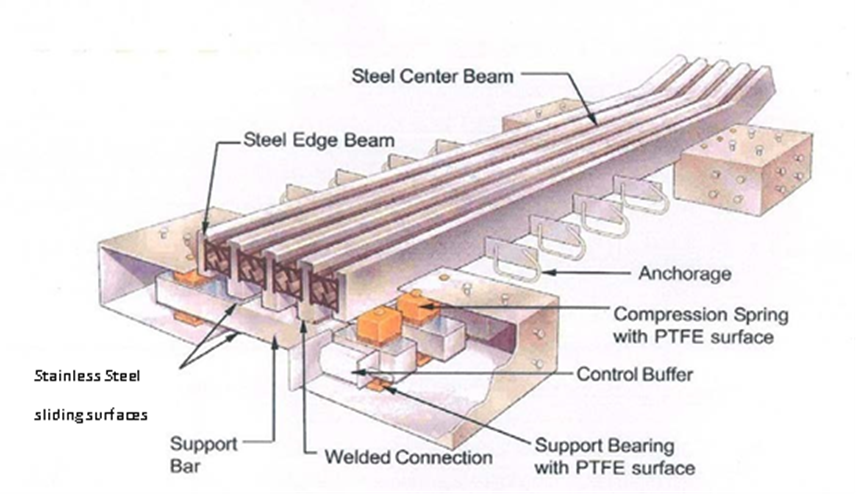 Steel Center Beam
Steel Edge Beam
Anchorage
Compression Spring
with PTFE surface
Stainless Steel
sliding surfaces
Control Buffer
Support
Bar
Welded Connection
Support Bearing
with PTFE surface